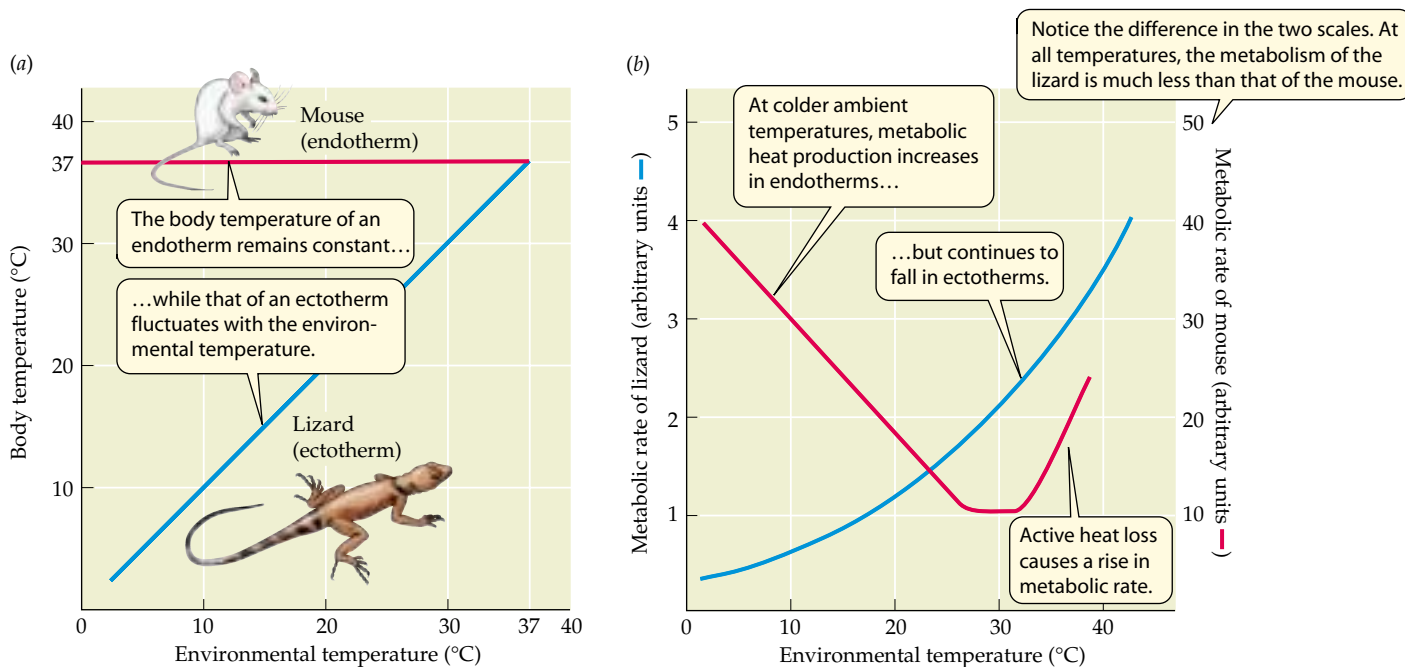 (a)
Mouse
(endotherm)
The body temperature of an
endotherm remains constant…
…while that of an ectotherm
fluctuates with the environ-
mental temperature.
Lizard
(ectotherm)
Body temperature (°C)
40
37
30
20
10
0
10
20
30
37
40
Environmental temperature (°C)
(b)
Notice the difference in the two scales. At
all temperatures, the metabolism of the
lizard is much less than that of the mouse.
At colder ambient
temperatures, metabolic
heat production increases
in endotherms…
…but continues to
fall in ectotherms.
Active heat loss
causes a rise in
metabolic rate.
Metabolic rate of lizard (arbitrary units )
5
4
3
2
1
0
10
20
30
40
Environmental temperature (°C)
50
40
30
20
10
Metabolic rate of mouse (arbitrary units )